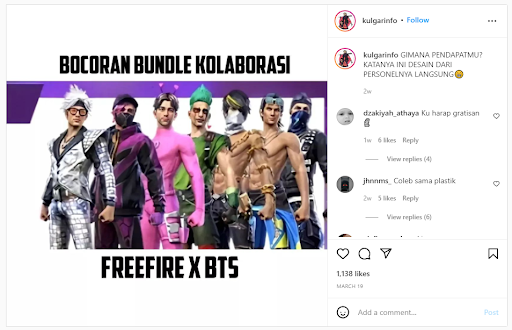 BOCORAN BUNDLE KOLABORASI
FREEFIRE X BTS
kulgarinfo • Follow
kulgarinfo GIMANA PENDAPATMU?
KATANYA INI DESAIN DARI
PERSONELNYA LANGSUNG
2w
dzakiyah_athaya Ku harap gratisan
1w 6 likes Reply
View replies (4)
jhnnms_ Coleb sama plastik
2w 5 likes Reply
View replies (6)
1,138 likes
MARCH 18
Add a comment...
Post